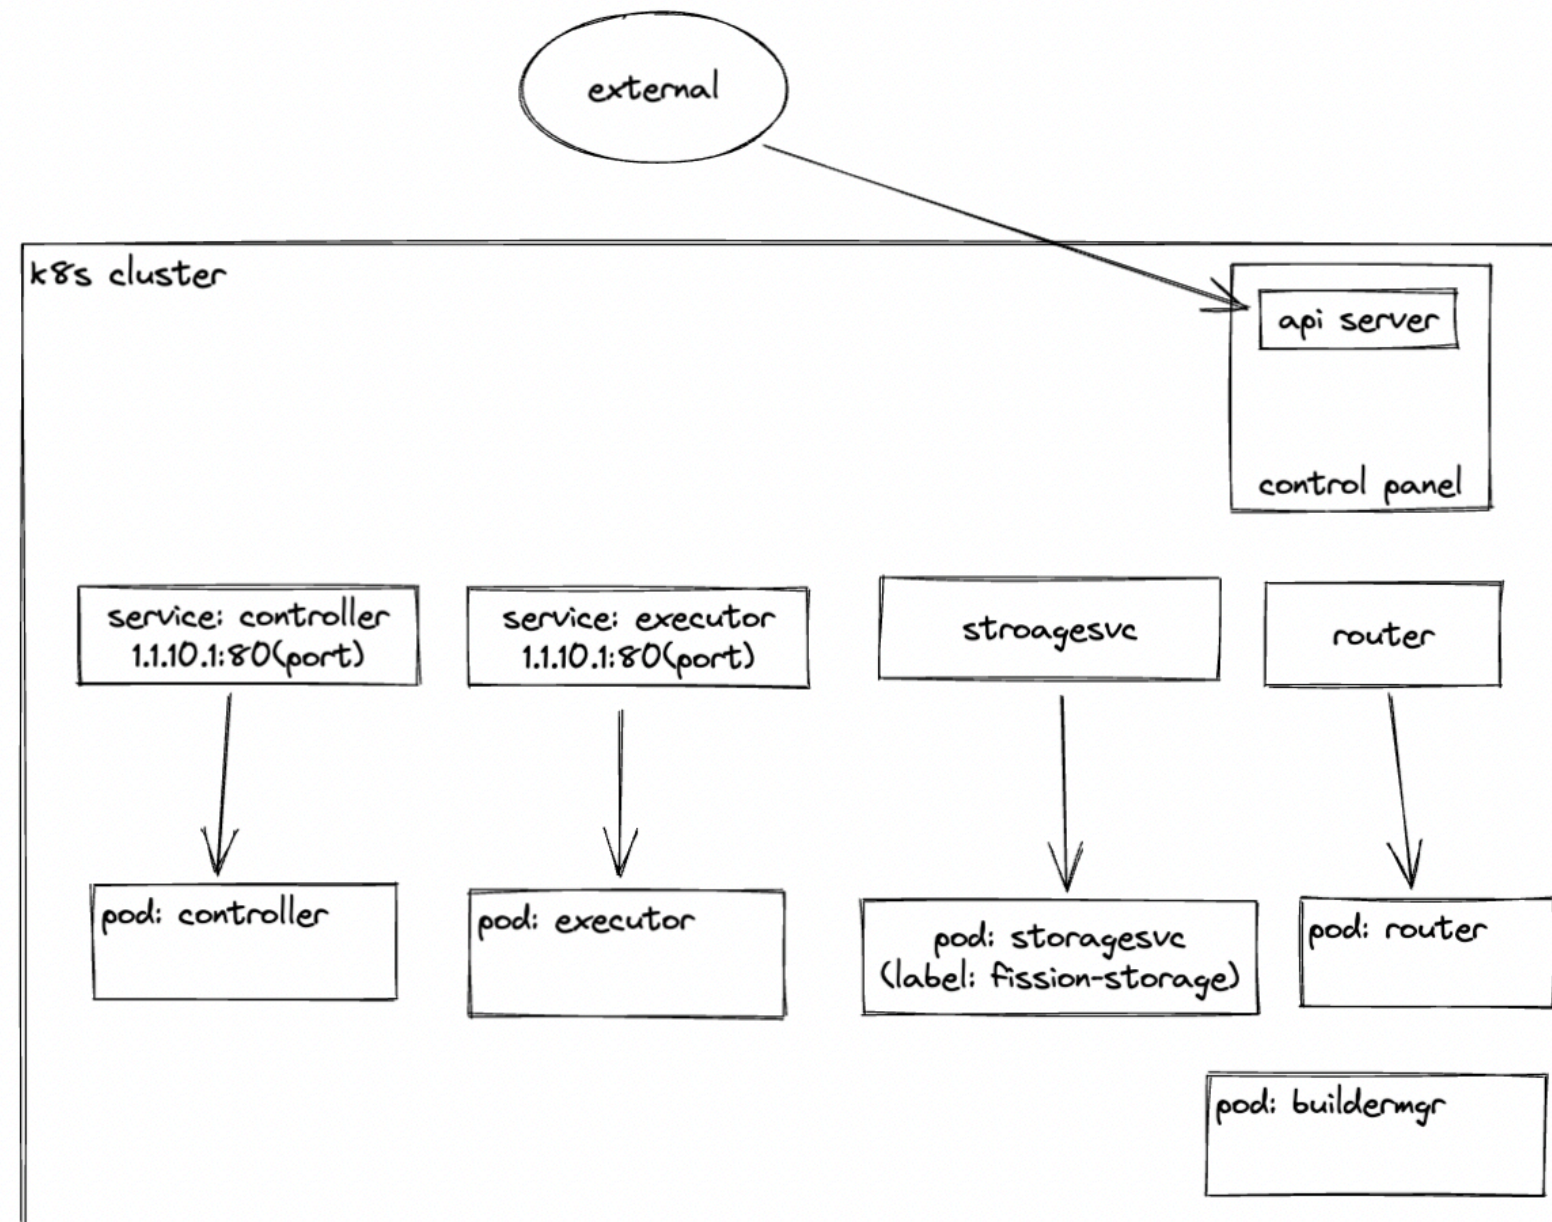 external
k8s cluster
api server
control panel
service: controller
1.1.10.1:80(port)
service: executor
1.1.10.1:80(port)
stroagesvc
router
pod: controller
pod: executor
pod: storagesvc
(label: fission-storage)
pod: router
pod: buildermgr